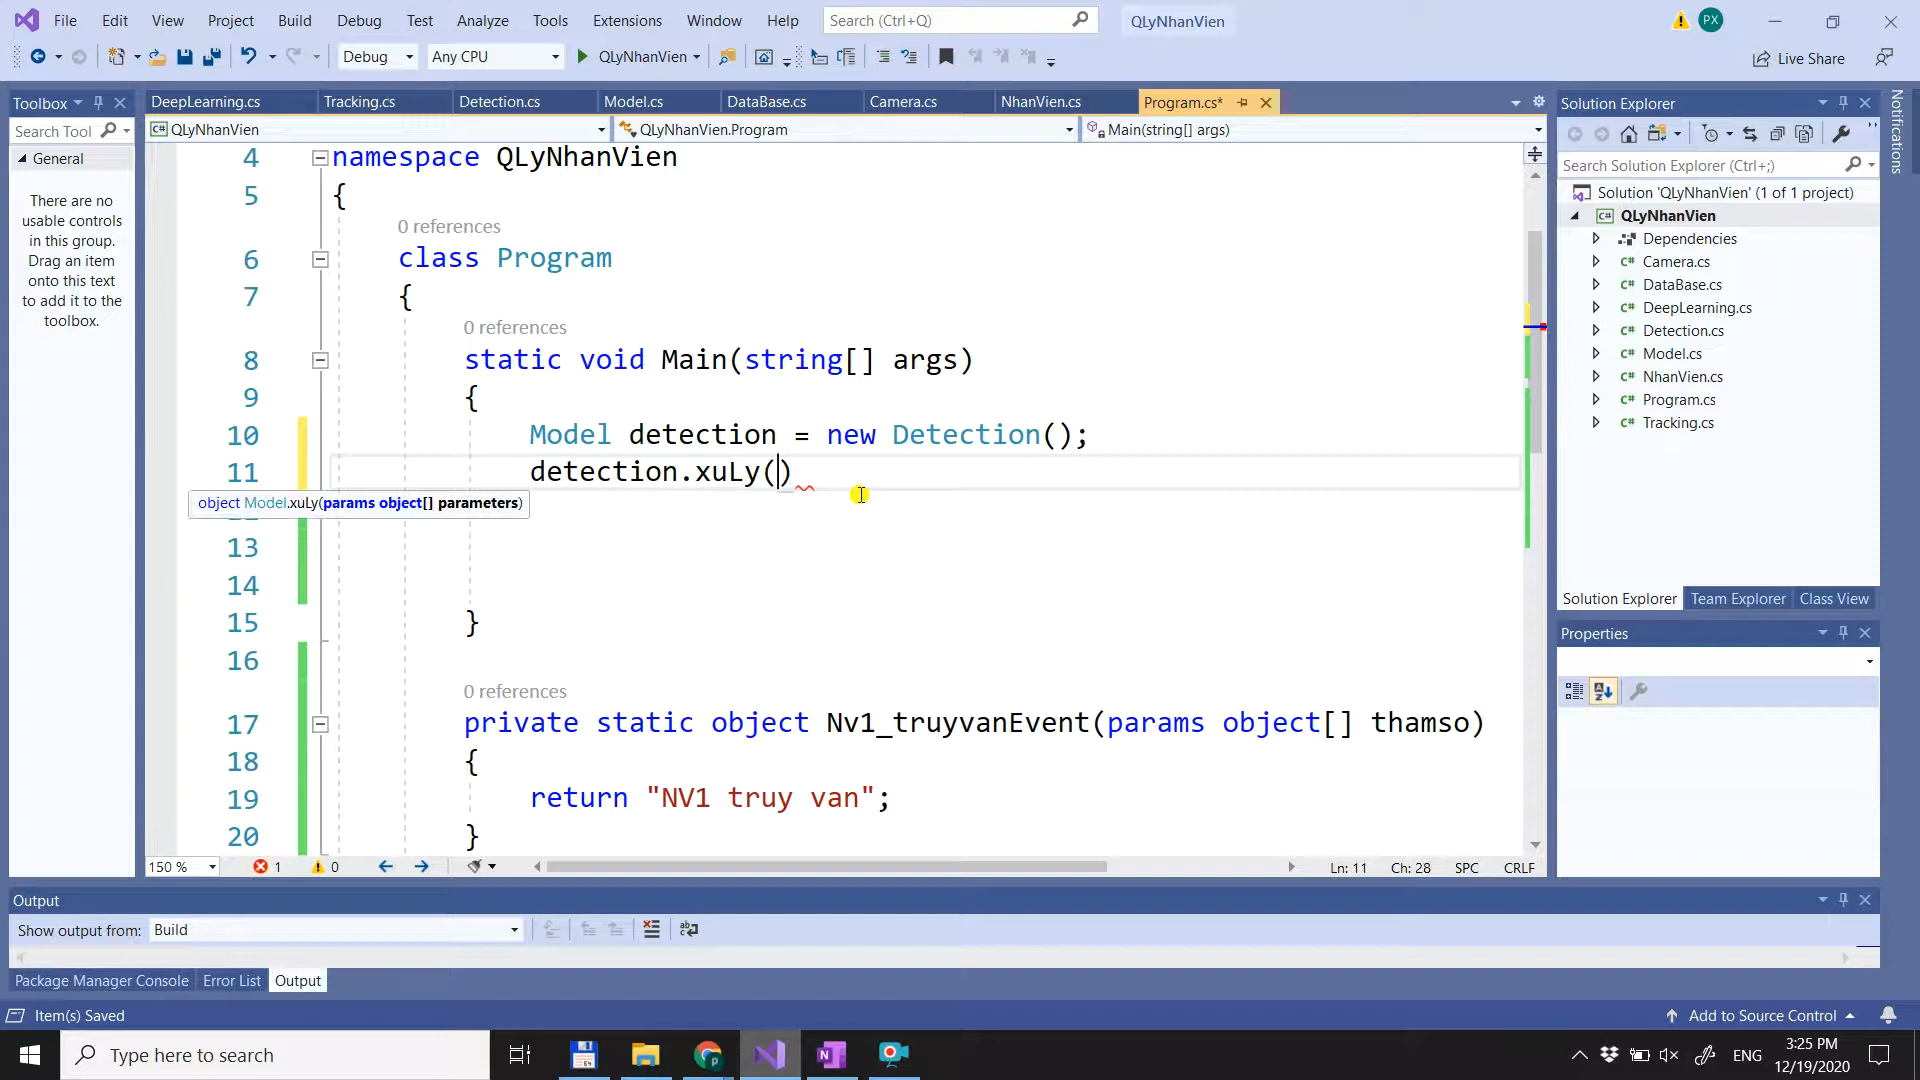 File Edit View Project Build Debug Test Analyze Tools Extensions Window Help Search (Ctrl+Q) QLyNhanVien PX
Debug Any CPU QLyNhanVien Live Share
Toolbox DeepLearning.cs Tracking.cs Detection.cs Model.cs DataBase.cs Camera.cs NhanVien.cs Program.cs* Solution Explorer Notifications
Search Tool QLyNhanVien QLyNhanVien.Program Main(string[] args)
General
There are no
usable controls
in this group.
Drag an item
onto this text
to add it to the
toolbox.
4 namespace QLyNhanVien
5 {
0 references
6 class Program
7 {
0 references
8 static void Main(string[] args)
9 {
10 Model detection = new Detection();
11 detection.xuLy()
object Model.xuLy(params object[] parameters)
13
14
15 }
16
0 references
17 private static object Nv1_truyvanEvent(params object[] thamso)
18 {
19 return "NV1 truy van";
20 }
150 % 1 0 Ln: 11 Ch: 28 SPC CRLF
Search Solution Explorer (Ctrl+;)
Solution 'QLyNhanVien' (1 of 1 project)
QLyNhanVien
Dependencies
Camera.cs
DataBase.cs
DeepLearning.cs
Detection.cs
Model.cs
NhanVien.cs
Program.cs
Tracking.cs
Solution Explorer Team Explorer Class View
Properties
Output
Show output from: Build
Package Manager Console Error List Output
Item(s) Saved Add to Source Control
Type here to search ENG 3:25 PM
12/19/2020